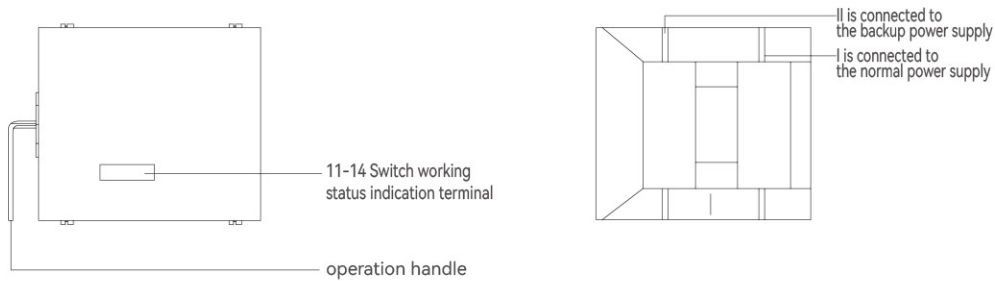 II is connected to
the backup power supply
I is connected to
the normal power supply
11-14 Switch working
status indication terminal
operation handle